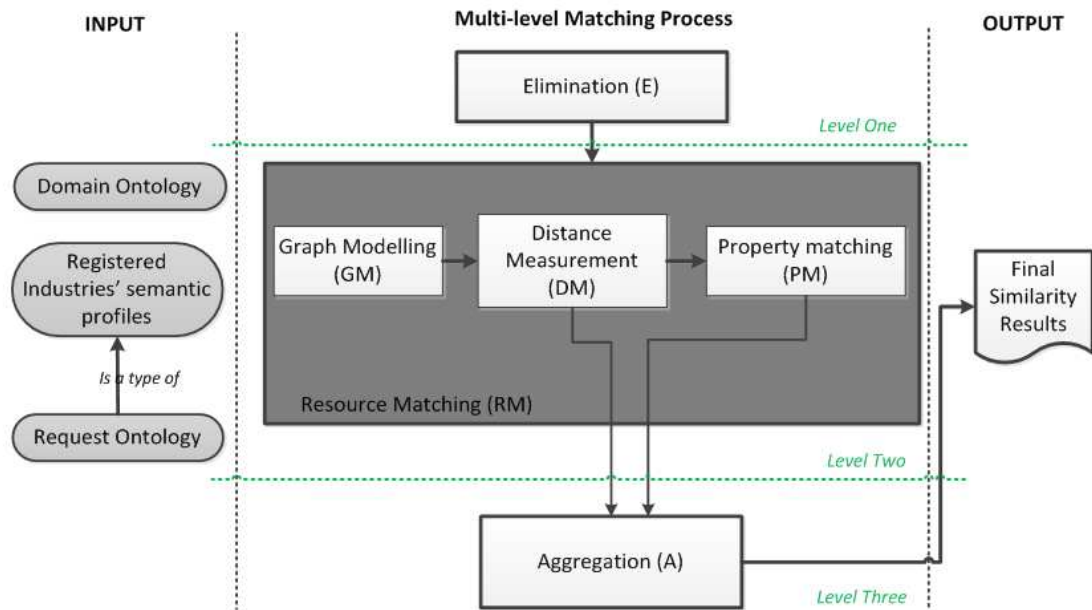 INPUT
Multi-level Matching Process
OUTPUT
Elimination (E)
Level One
Domain Ontology
Registered
Industries’ semantic
profiles
Is a type of
Request Ontology
Graph Modelling
(GM)
Distance
Measurement
(DM)
Property matching
(PM)
Resource Matching (RM)
Final
Similarity
Results
Level Two
Aggregation (A)
Level Three